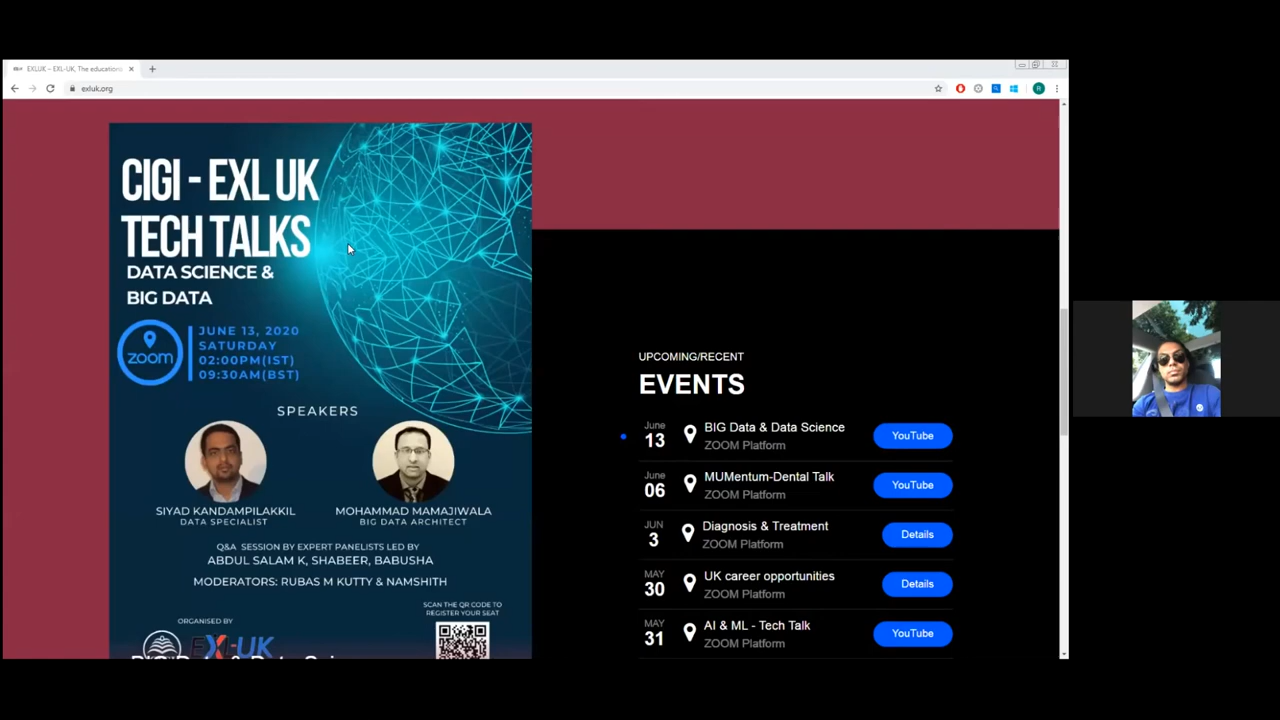 EXLUK – EXL-UK, The educationa
exluk.org
CIGI - EXL UK
TECH TALKS
DATA SCIENCE &
BIG DATA
zoom
JUNE 13, 2020
SATURDAY
02:00PM(IST)
09:30AM(BST)
SPEAKERS
SIYAD KANDAMPILAKKIL
DATA SPECIALIST
MOHAMMAD MAMAJIWALA
BIG DATA ARCHITECT
Q&A SESSION BY EXPERT PANELISTS LED BY
ABDUL SALAM K, SHABEER, BABUSHA
MODERATORS: RUBAS M KUTTY & NAMSHITH
SCAN THE QR CODE TO
REGISTER YOUR SEAT
ORGANISED BY
EXL-UK
UPCOMING/RECENT
EVENTS
June
13
BIG Data & Data Science
ZOOM Platform
YouTube
June
06
MUMentum-Dental Talk
ZOOM Platform
YouTube
JUN
3
Diagnosis & Treatment
ZOOM Platform
Details
MAY
30
UK career opportunities
ZOOM Platform
Details
MAY
31
AI & ML - Tech Talk
ZOOM Platform
YouTube